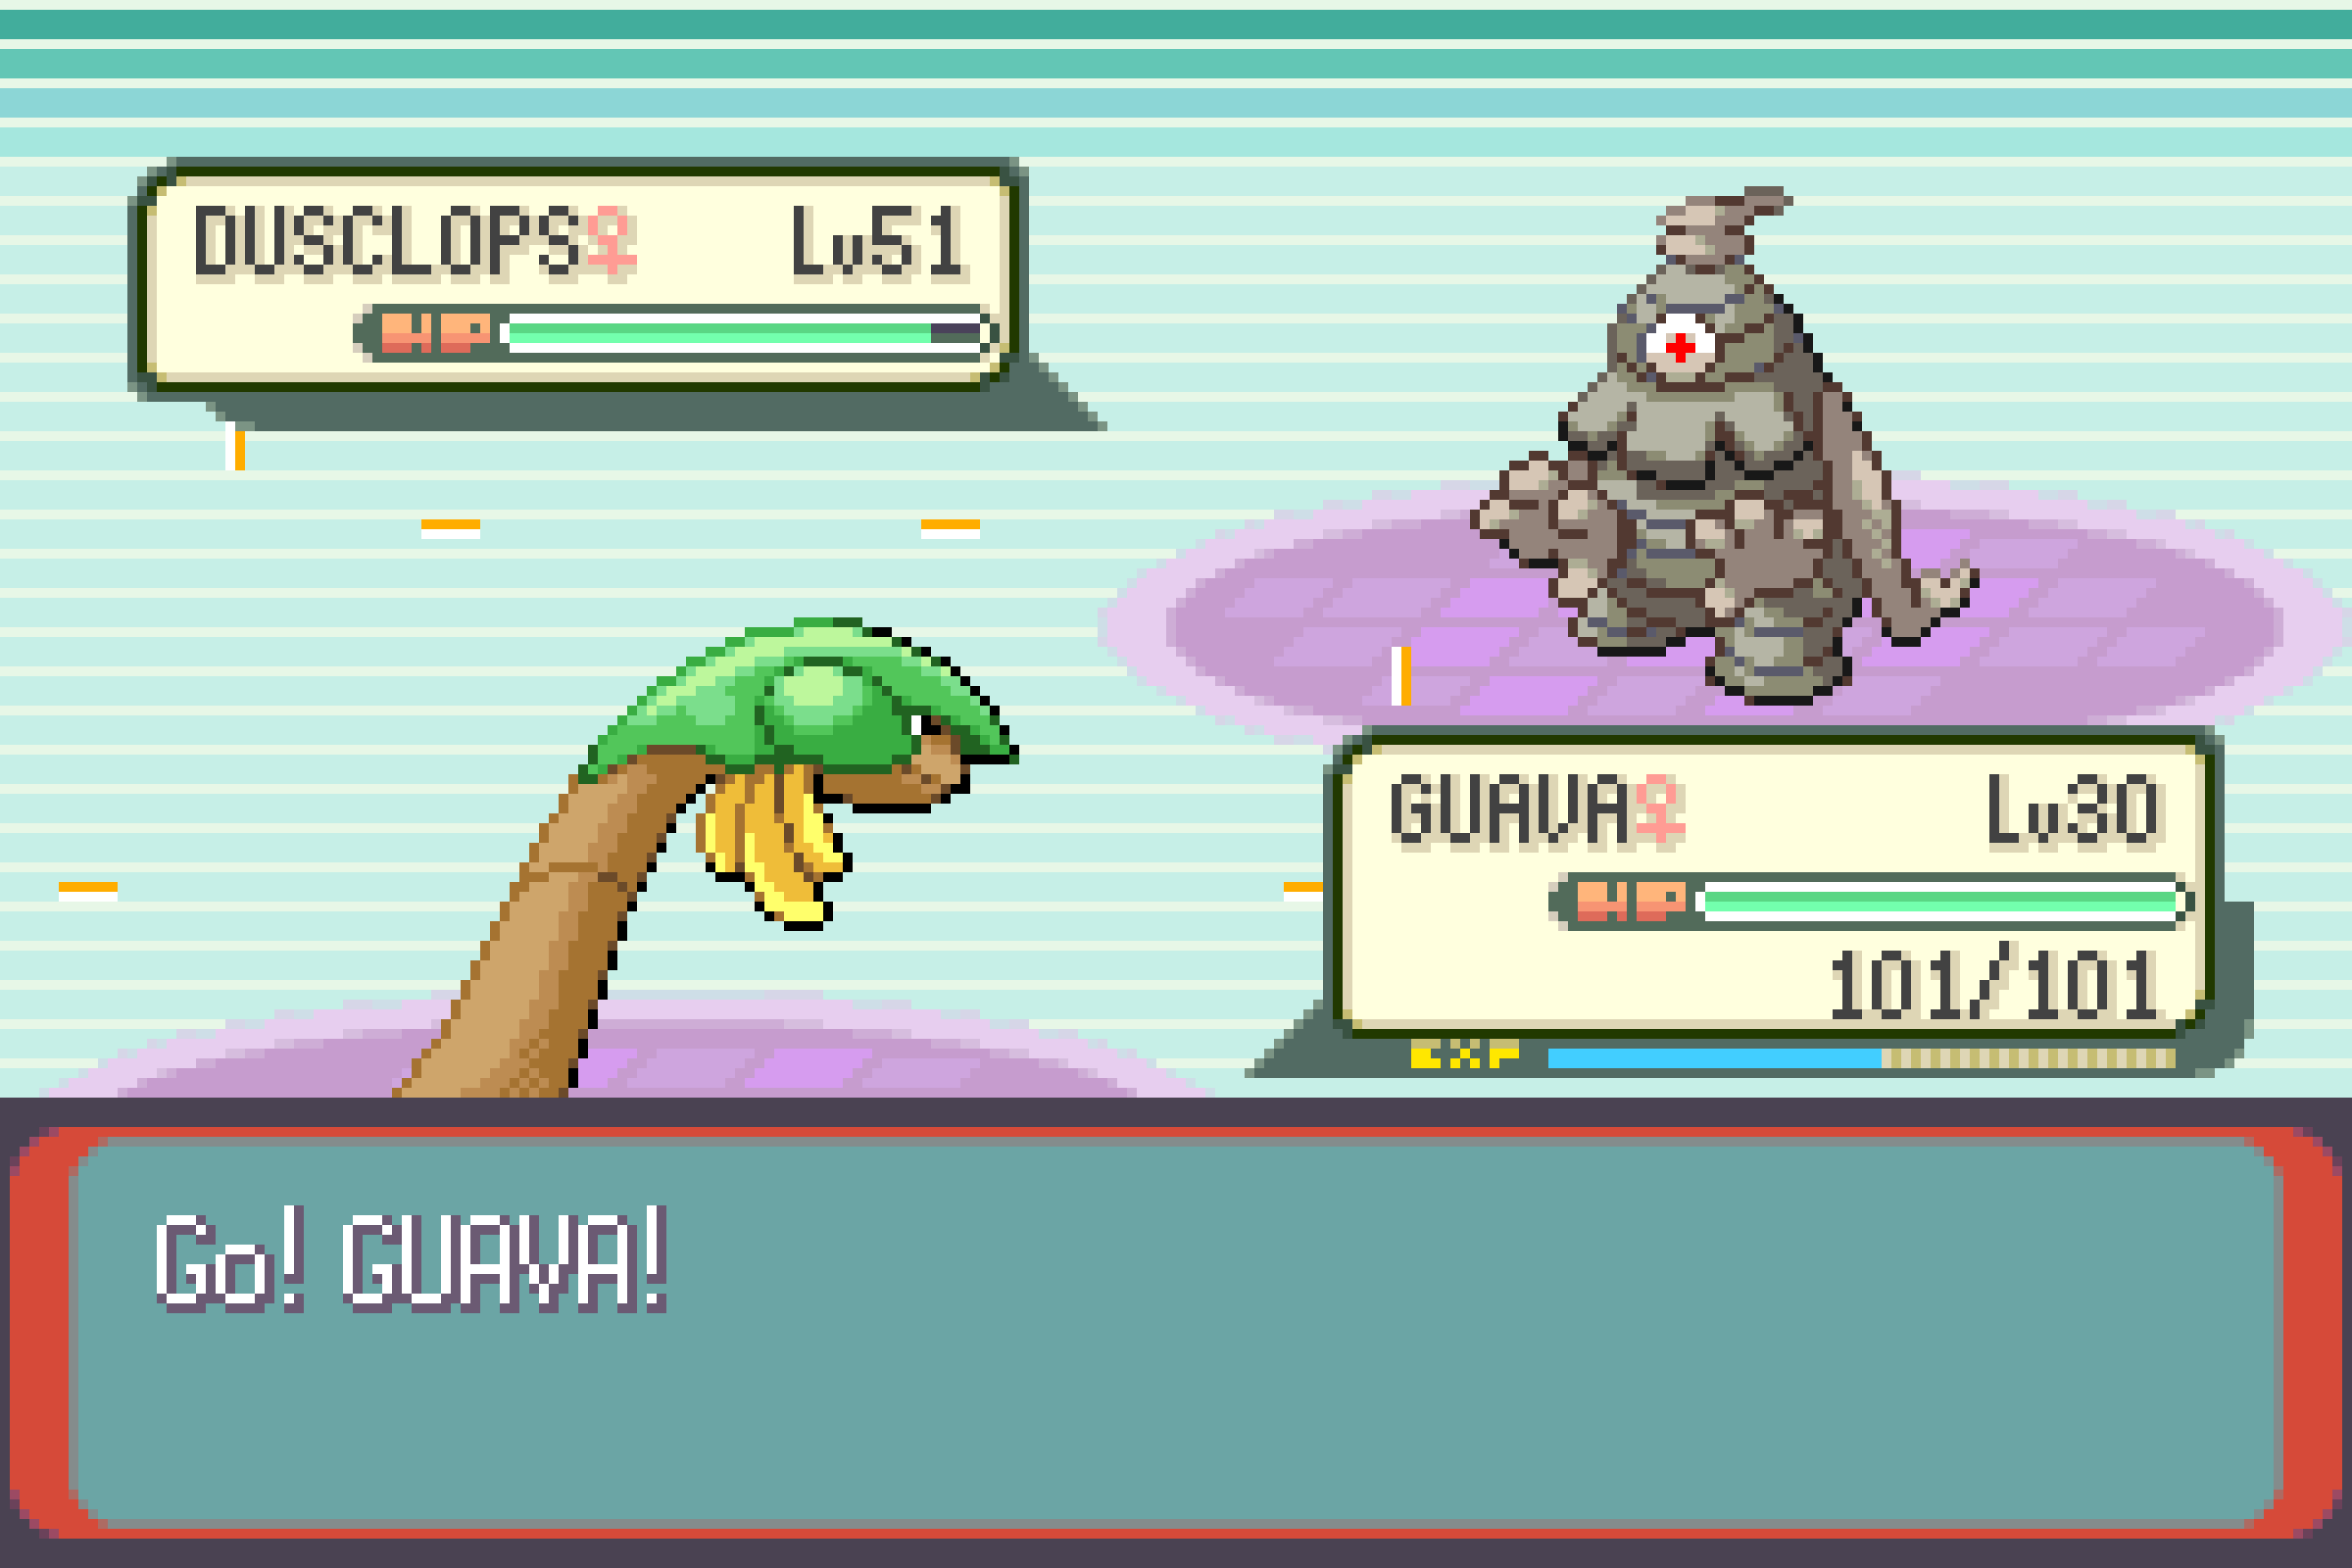 DUSCLOPS♀ Lv51
HP
GUAVA♀ Lv30
HP
101/101
EXP
Go! GUAVA!